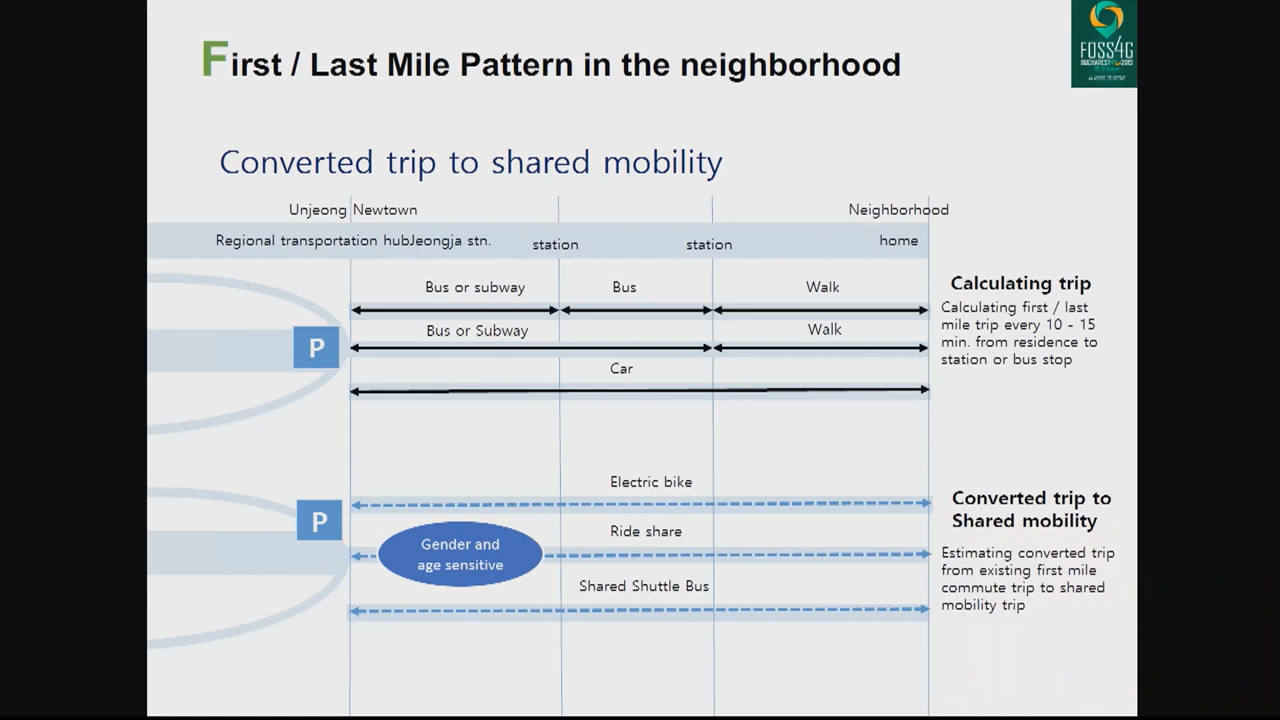 First / Last Mile Pattern in the neighborhood
FOSS4G
BUCHAREST 2019
Converted trip to shared mobility
Unjeong Newtown
Neighborhood
Regional transportation hubJeongja stn.
station
station
home
Bus or subway
Bus
Walk
Bus or Subway
Walk
Car
P
Calculating trip
Calculating first / last
mile trip every 10 - 15
min. from residence to
station or bus stop
Electric bike
P
Ride share
Gender and
age sensitive
Shared Shuttle Bus
Converted trip to
Shared mobility
Estimating converted trip
from existing first mile
commute trip to shared
mobility trip